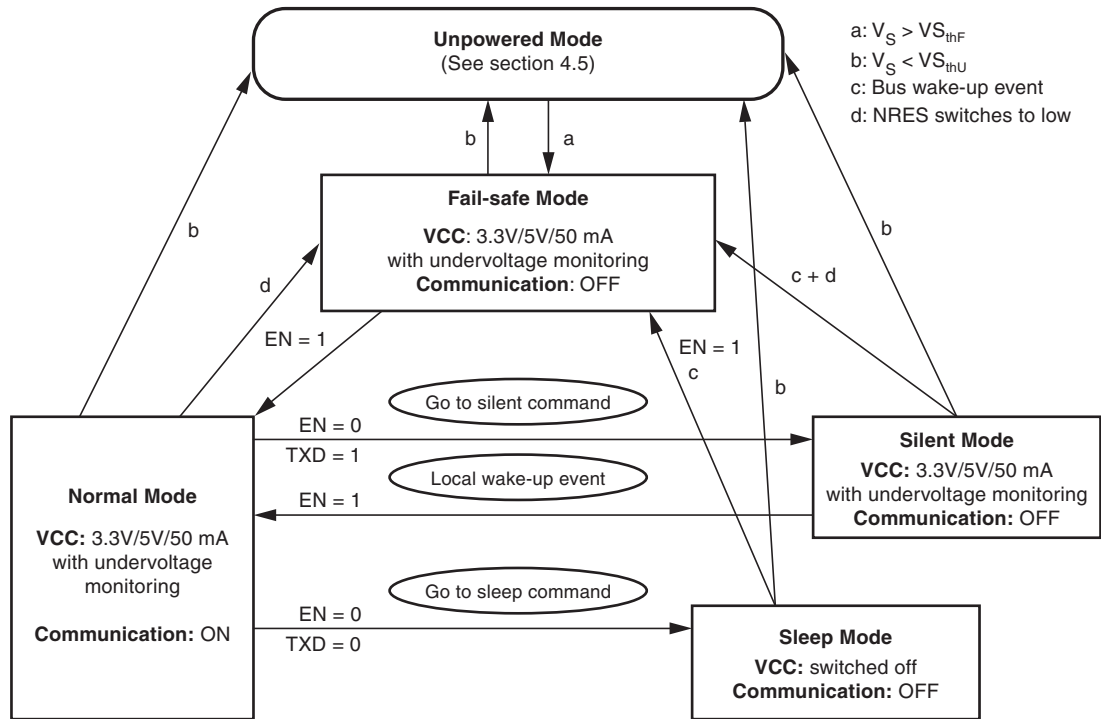 Unpowered Mode
(See section 4.5)
a: V_S > VS_thF
b: V_S < VS_thU
c: Bus wake-up event
d: NRES switches to low
b
a
Fail-safe Mode
VCC: 3.3V/5V/50 mA
with undervoltage monitoring
Communication: OFF
b
b
d
c + d
EN = 1
EN = 1
c
b
Go to silent command
EN = 0
TXD = 1
Local wake-up event
EN = 1
Silent Mode
VCC: 3.3V/5V/50 mA
with undervoltage monitoring
Communication: OFF
Normal Mode
VCC: 3.3V/5V/50 mA
with undervoltage
monitoring
Communication: ON
Go to sleep command
EN = 0
TXD = 0
Sleep Mode
VCC: switched off
Communication: OFF